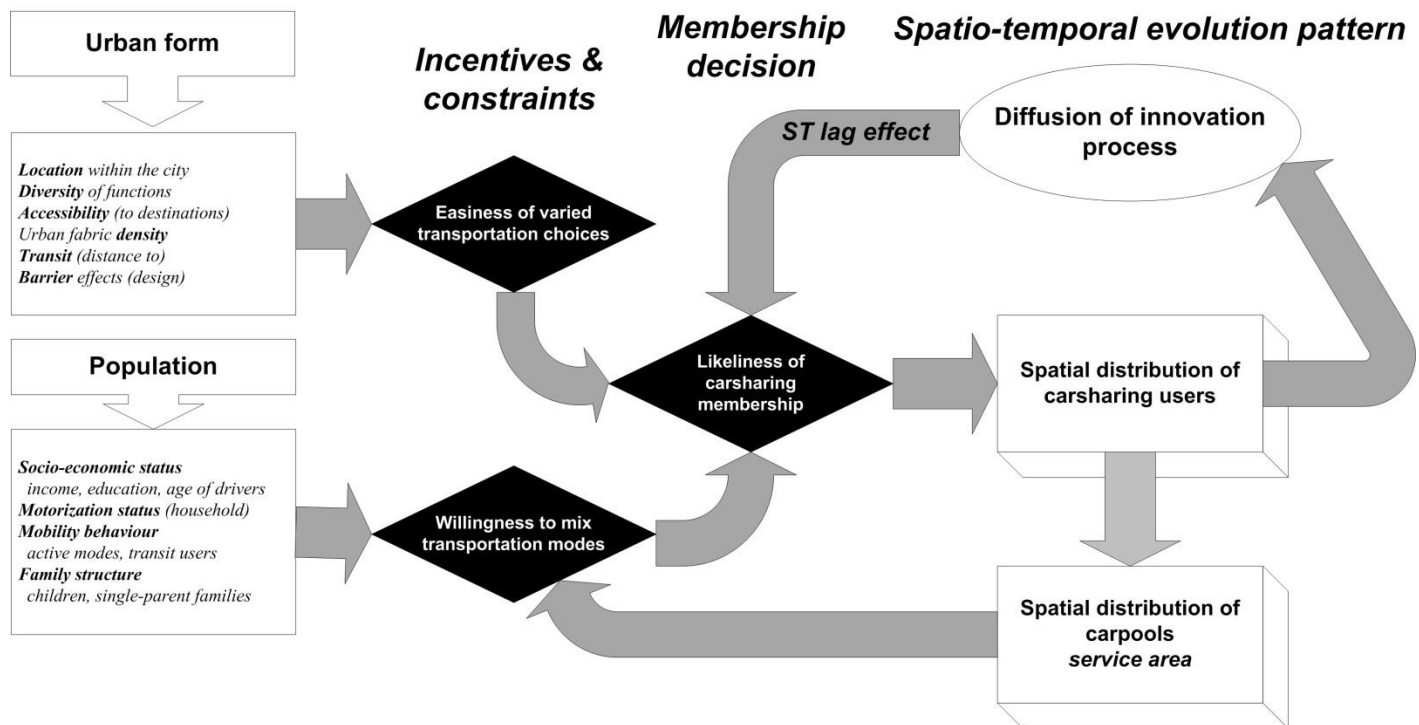 Urban form
Location within the city
Diversity of functions
Accessibility (to destinations)
Urban fabric density
Transit (distance to)
Barrier effects (design)
Population
Socio-economic status
income, education, age of drivers
Motorization status (household)
Mobility behaviour
active modes, transit users
Family structure
children, single-parent families
Incentives &
constraints
Easiness of varied
transportation choices
Willingness to mix
transportation modes
Membership
decision
ST lag effect
Likeliness of
carsharing
membership
Spatio-temporal evolution pattern
Diffusion of innovation
process
Spatial distribution of
carsharing users
Spatial distribution of
carpools
service area